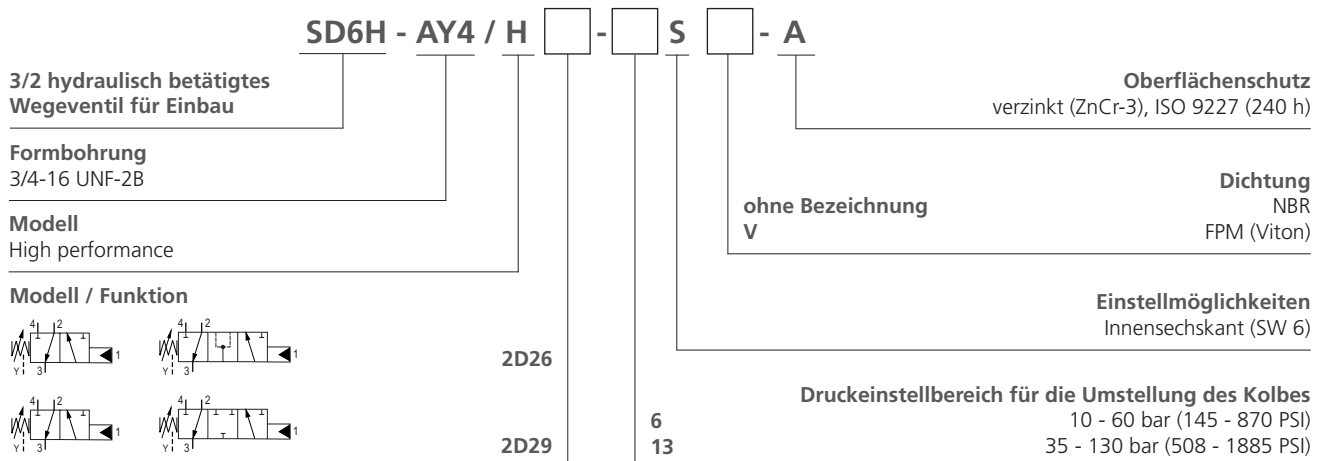 SD6H - AY4 / H - S - A
3/2 hydraulisch betätigtes
Wegeventil für Einbau
Formbohrung
3/4-16 UNF-2B
Modell
High performance
Modell / Funktion
4 2
1
Y 3
4 2
1
Y 3
2D26
4 2
1
Y 3
4 2
1
Y 3
2D29
Oberflächenschutz
verzinkt (ZnCr-3), ISO 9227 (240 h)
Dichtung
ohne Bezeichnung NBR
V FPM (Viton)
Einstellmöglichkeiten
Innensechskant (SW 6)
Druckeinstellbereich für die Umstellung des Kolbes
6 10 - 60 bar (145 - 870 PSI)
13 35 - 130 bar (508 - 1885 PSI)